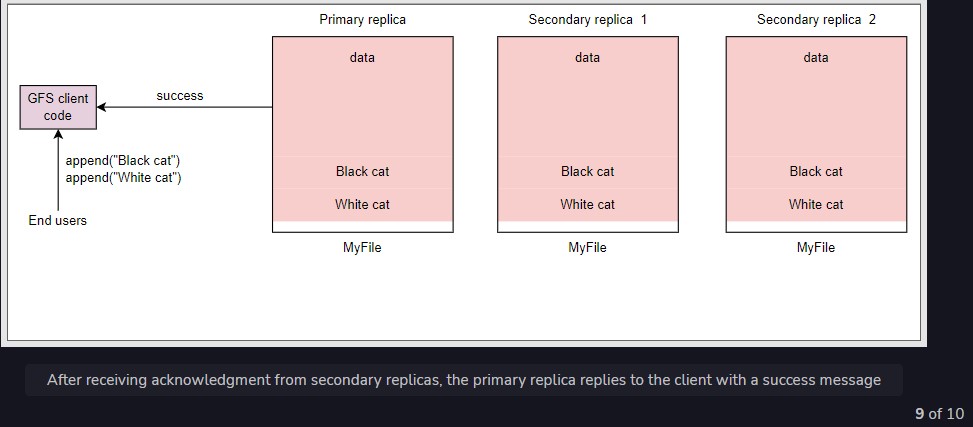 Primary replica
Secondary replica 1
Secondary replica 2
data
data
data
GFS client
code
success
append("Black cat")
append("White cat")
End users
Black cat
Black cat
Black cat
White cat
White cat
White cat
MyFile
MyFile
MyFile
After receiving acknowledgment from secondary replicas, the primary replica replies to the client with a success message
9 of 10